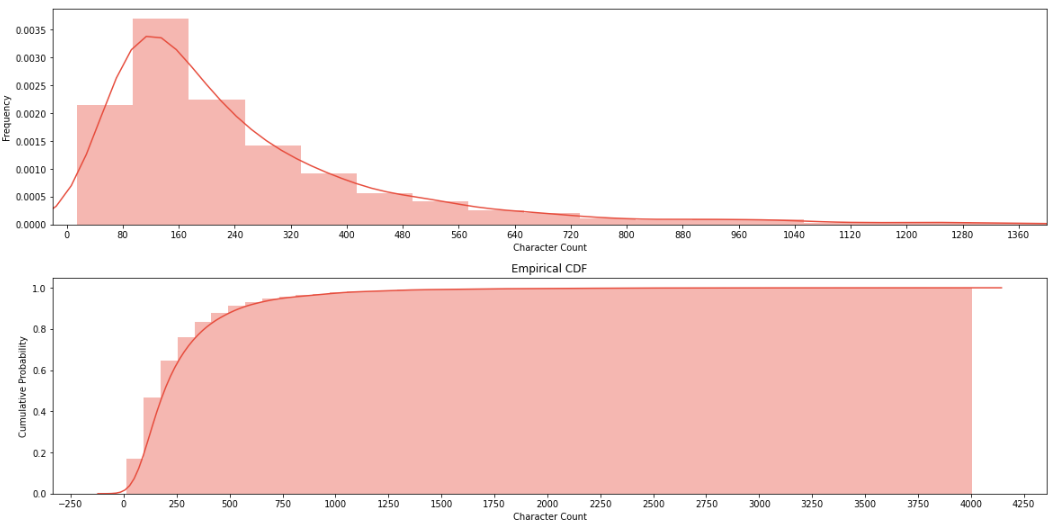 0.0035
0.0030
0.0025
0.0020
0.0015
0.0010
0.0005
0.0000
Frequency
0 80 160 240 320 400 480 560 640 720 800 880 960 1040 1120 1200 1280 1360
Character Count
Empirical CDF
1.0
0.8
0.6
0.4
0.2
0.0
Cumulative Probability
−250 0 250 500 750 1000 1250 1500 1750 2000 2250 2500 2750 3000 3250 3500 3750 4000 4250
Character Count